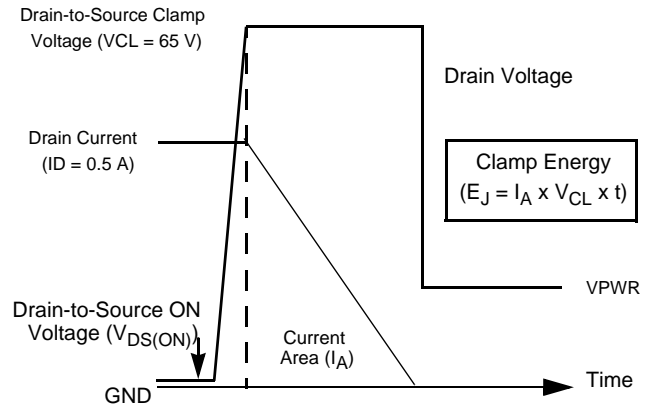 Drain-to-Source Clamp
Voltage (VCL = 65 V)
Drain Voltage
Drain Current
(ID = 0.5 A)
Clamp Energy
(EJ = IA x VCL x t)
VPWR
Drain-to-Source ON
Voltage (VDS(ON))
Current
Area (IA)
GND
Time